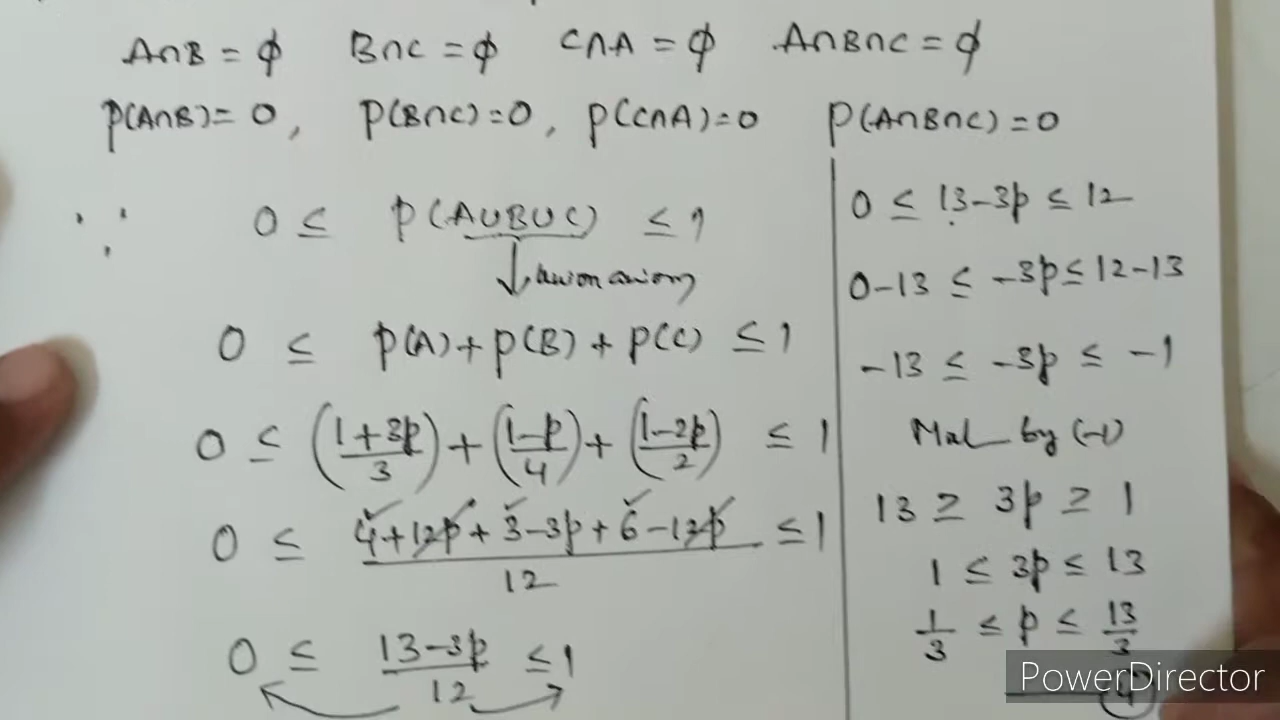 A∩B = ϕ B∩C = ϕ C∩A = ϕ A∩B∩C = ϕ
P(A∩B)= 0, P(B∩C)=0, P(C∩A)=0 P(A∩B∩C)=0
∵ 0 ≤ P(A∪B∪C) ≤ 1
↓
0 ≤ P(A)+P(B)+P(C) ≤ 1
0 ≤ (1+3p/3)+(1-p/4)+(1-2p/2) ≤ 1
0 ≤ 4+12p+3-3p+6-12p/12 ≤ 1
0 ≤ 13-3p/12 ≤ 1
0 ≤ 13-3p ≤ 12
0-13 ≤ -3p ≤ 12-13
-13 ≤ -3p ≤ -1
Mul by (-1)
13 ≥ 3p ≥ 1
1 ≤ 3p ≤ 13
1/3 ≤ p ≤ 13/3
PowerDirector